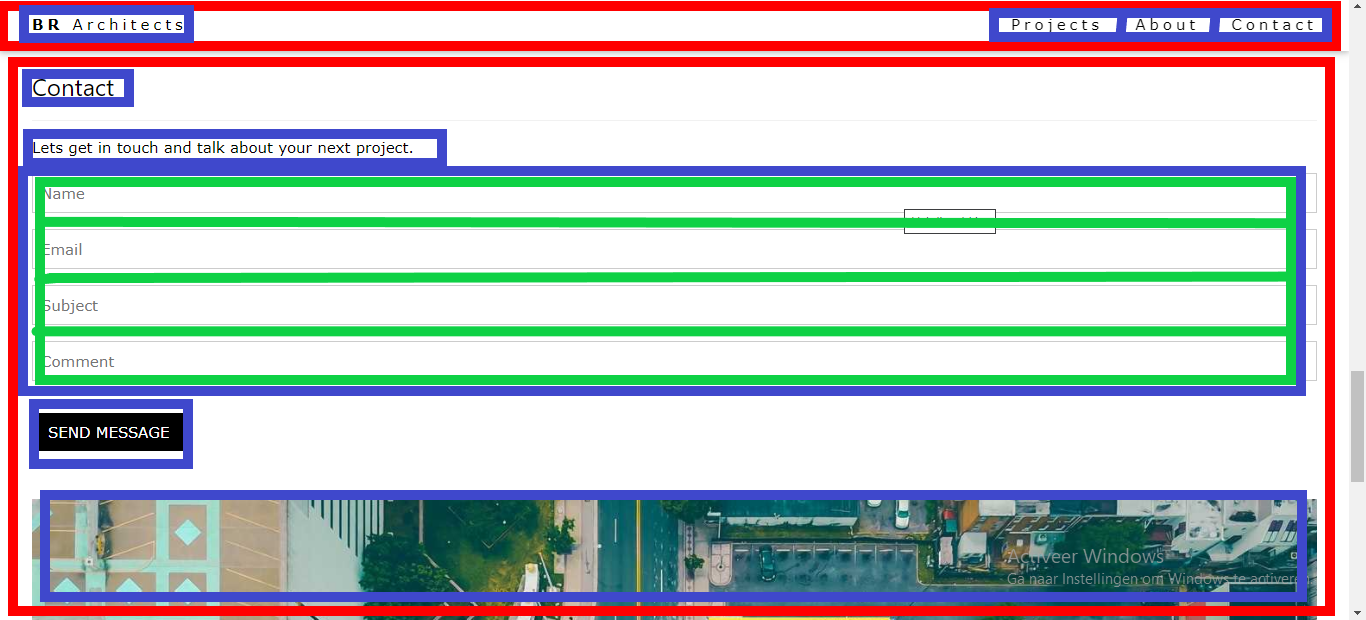 BR Architects Projects About Contact
Contact
Lets get in touch and talk about your next project.
Name
Email
Subject
Comment
SEND MESSAGE
Activeer Windows
Ga naar Instellingen om Windows te activeren